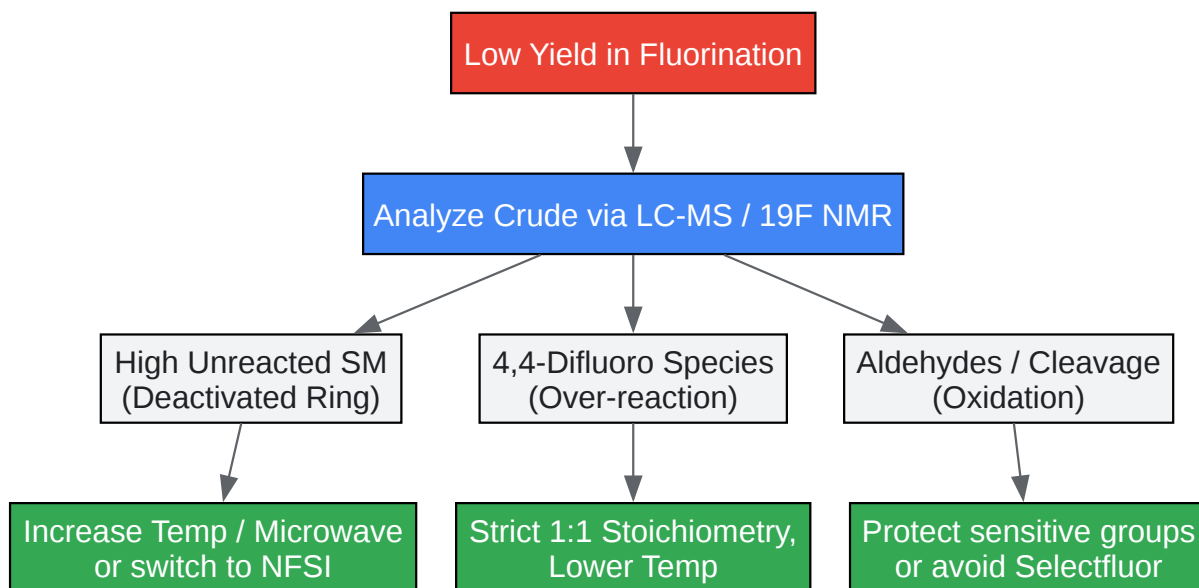 Low Yield in Fluorination
Analyze Crude via LC-MS / 19F NMR
High Unreacted SM
(Deactivated Ring)
4,4-Difluoro Species
(Over-reaction)
Aldehydes / Cleavage
(Oxidation)
Increase Temp / Microwave
or switch to NFSI
Strict 1:1 Stoichiometry,
Lower Temp
Protect sensitive groups
or avoid Selectfluor